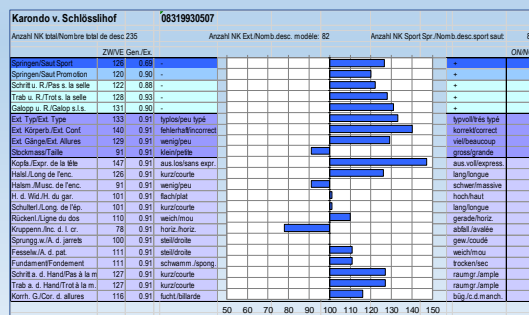 Karondo v. Schlösslihof 08319930507
Anzahl NK total/Nombre total de desc 235 Anzahl NK Ext./Nomb.desc. modèle: 82 Anzahl NK Sport Spr./Nomb.desc.sport saut:
ZW/VE Gen./Ex.
Springen/Saut Sport 126 0.69 - +
Springen/Saut Promotion 120 0.90 - +
Schritt u. R./Pas s. la selle 122 0.88 - +
Trab u. R./Trot s. la selle 128 0.93 - +
Galopp u. R./Galop s.l.s. 131 0.90 - +
Ext. Typ/Ext. Type 133 0.91 typlos/peu typé typvoll/très typé
Ext. Körperb./Ext. Conf. 140 0.91 fehlerhaft/incorrect korrekt/correct
Ext. Gänge/Ext. Allures 129 0.91 wenig/peu viel/beaucoup
Stockmass/Taille 91 0.91 klein/petite gross/grande
Kopfa./Expr. de la tête 147 0.91 aus.los/sans expr. aus.voll/express.
Halsl./Long de l'enc. 126 0.91 kurz/courte lang/longue
Halsm./Musc. de l'enc. 91 0.91 wenig/peu schwer/massive
H. d. Wid./H. du gar. 101 0.91 flach/plat hoch/haut
Schulterl./Long. de l'ép. 101 0.91 kurz/courte lang/longue
Rückenl./Ligne du dos 110 0.91 weich/mou gerade/horiz.
Kruppenn./Inc. d. l. cr. 78 0.91 horiz./horiz. abfall./avalée
Sprungg.w./A. d. jarrets 100 0.91 steil/droite gew./coudé
Fesselw./A. d. pat. 111 0.91 steil/droite weich/mou
Fundament/Fondement 111 0.91 schwamm./spong. trocken/sec
Schritt a. d. Hand/Pas à la m 127 0.91 kurz/courte raumgr./ample
Trab a. d. Hand/Trot à la m. 127 0.91 kurz/courte raumgr./ample
Korrh. G./Cor. d. allures 116 0.91 fucht./billarde büg./c.d.manch.
50 60 70 80 90 100 110 120 130 140 150